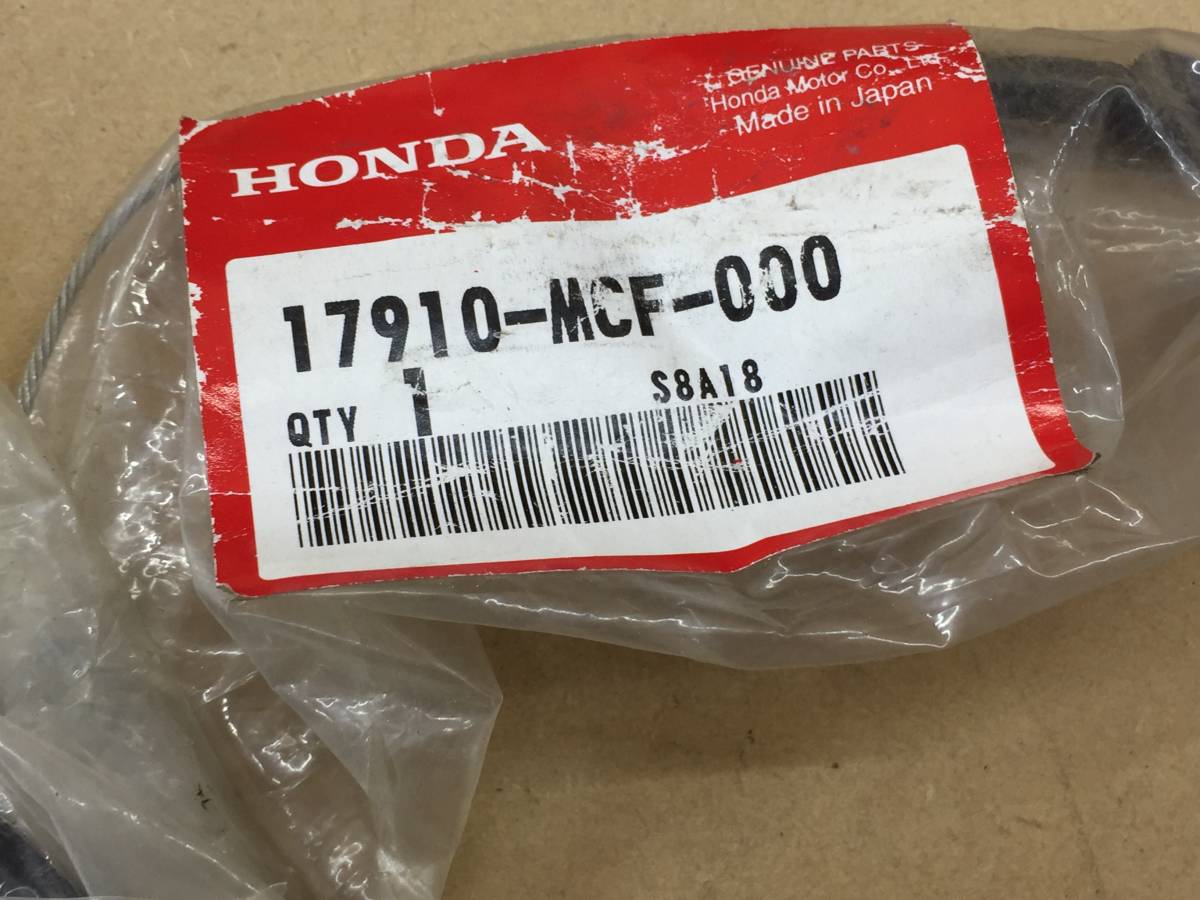 GENUINE PARTS
Honda Motor Co., Ltd.
Made in Japan
HONDA
17910-MCF-000
QTY 1 S8A18